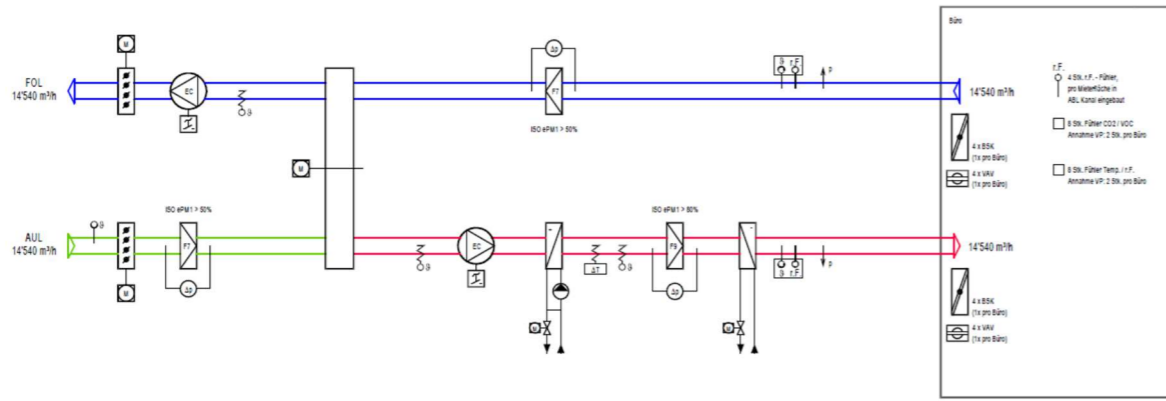 Büro
M
Δp
ϑ r.F.
r.F.
4 Stk. r.F. - Fühler,
pro Mieterfläche in
ABL Kanal eingebaut
FOL
14'540 m³/h
EC
ϑ
F7
P
14'540 m³/h
ISO ePM1 > 50%
8 Stk. Fühler CO2 / VOC
Annahme VP: 2 Stk. pro Büro
4 x BSK
(1x pro Büro)
M
4 x VAV
(1x pro Büro)
8 Stk. Fühler Temp. / r.F.
Annahme VP: 2 Stk. pro Büro
ISO ePM1 > 50%
ISO ePM1 > 80%
ϑ
AUL
14'540 m³/h
F7
EC
-
F9
14'540 m³/h
ϑ
ΔT
ϑ
ϑ r.F.
P
M
Δp
Δp
4 x BSK
(1x pro Büro)
M
M
4 x VAV
(1x pro Büro)